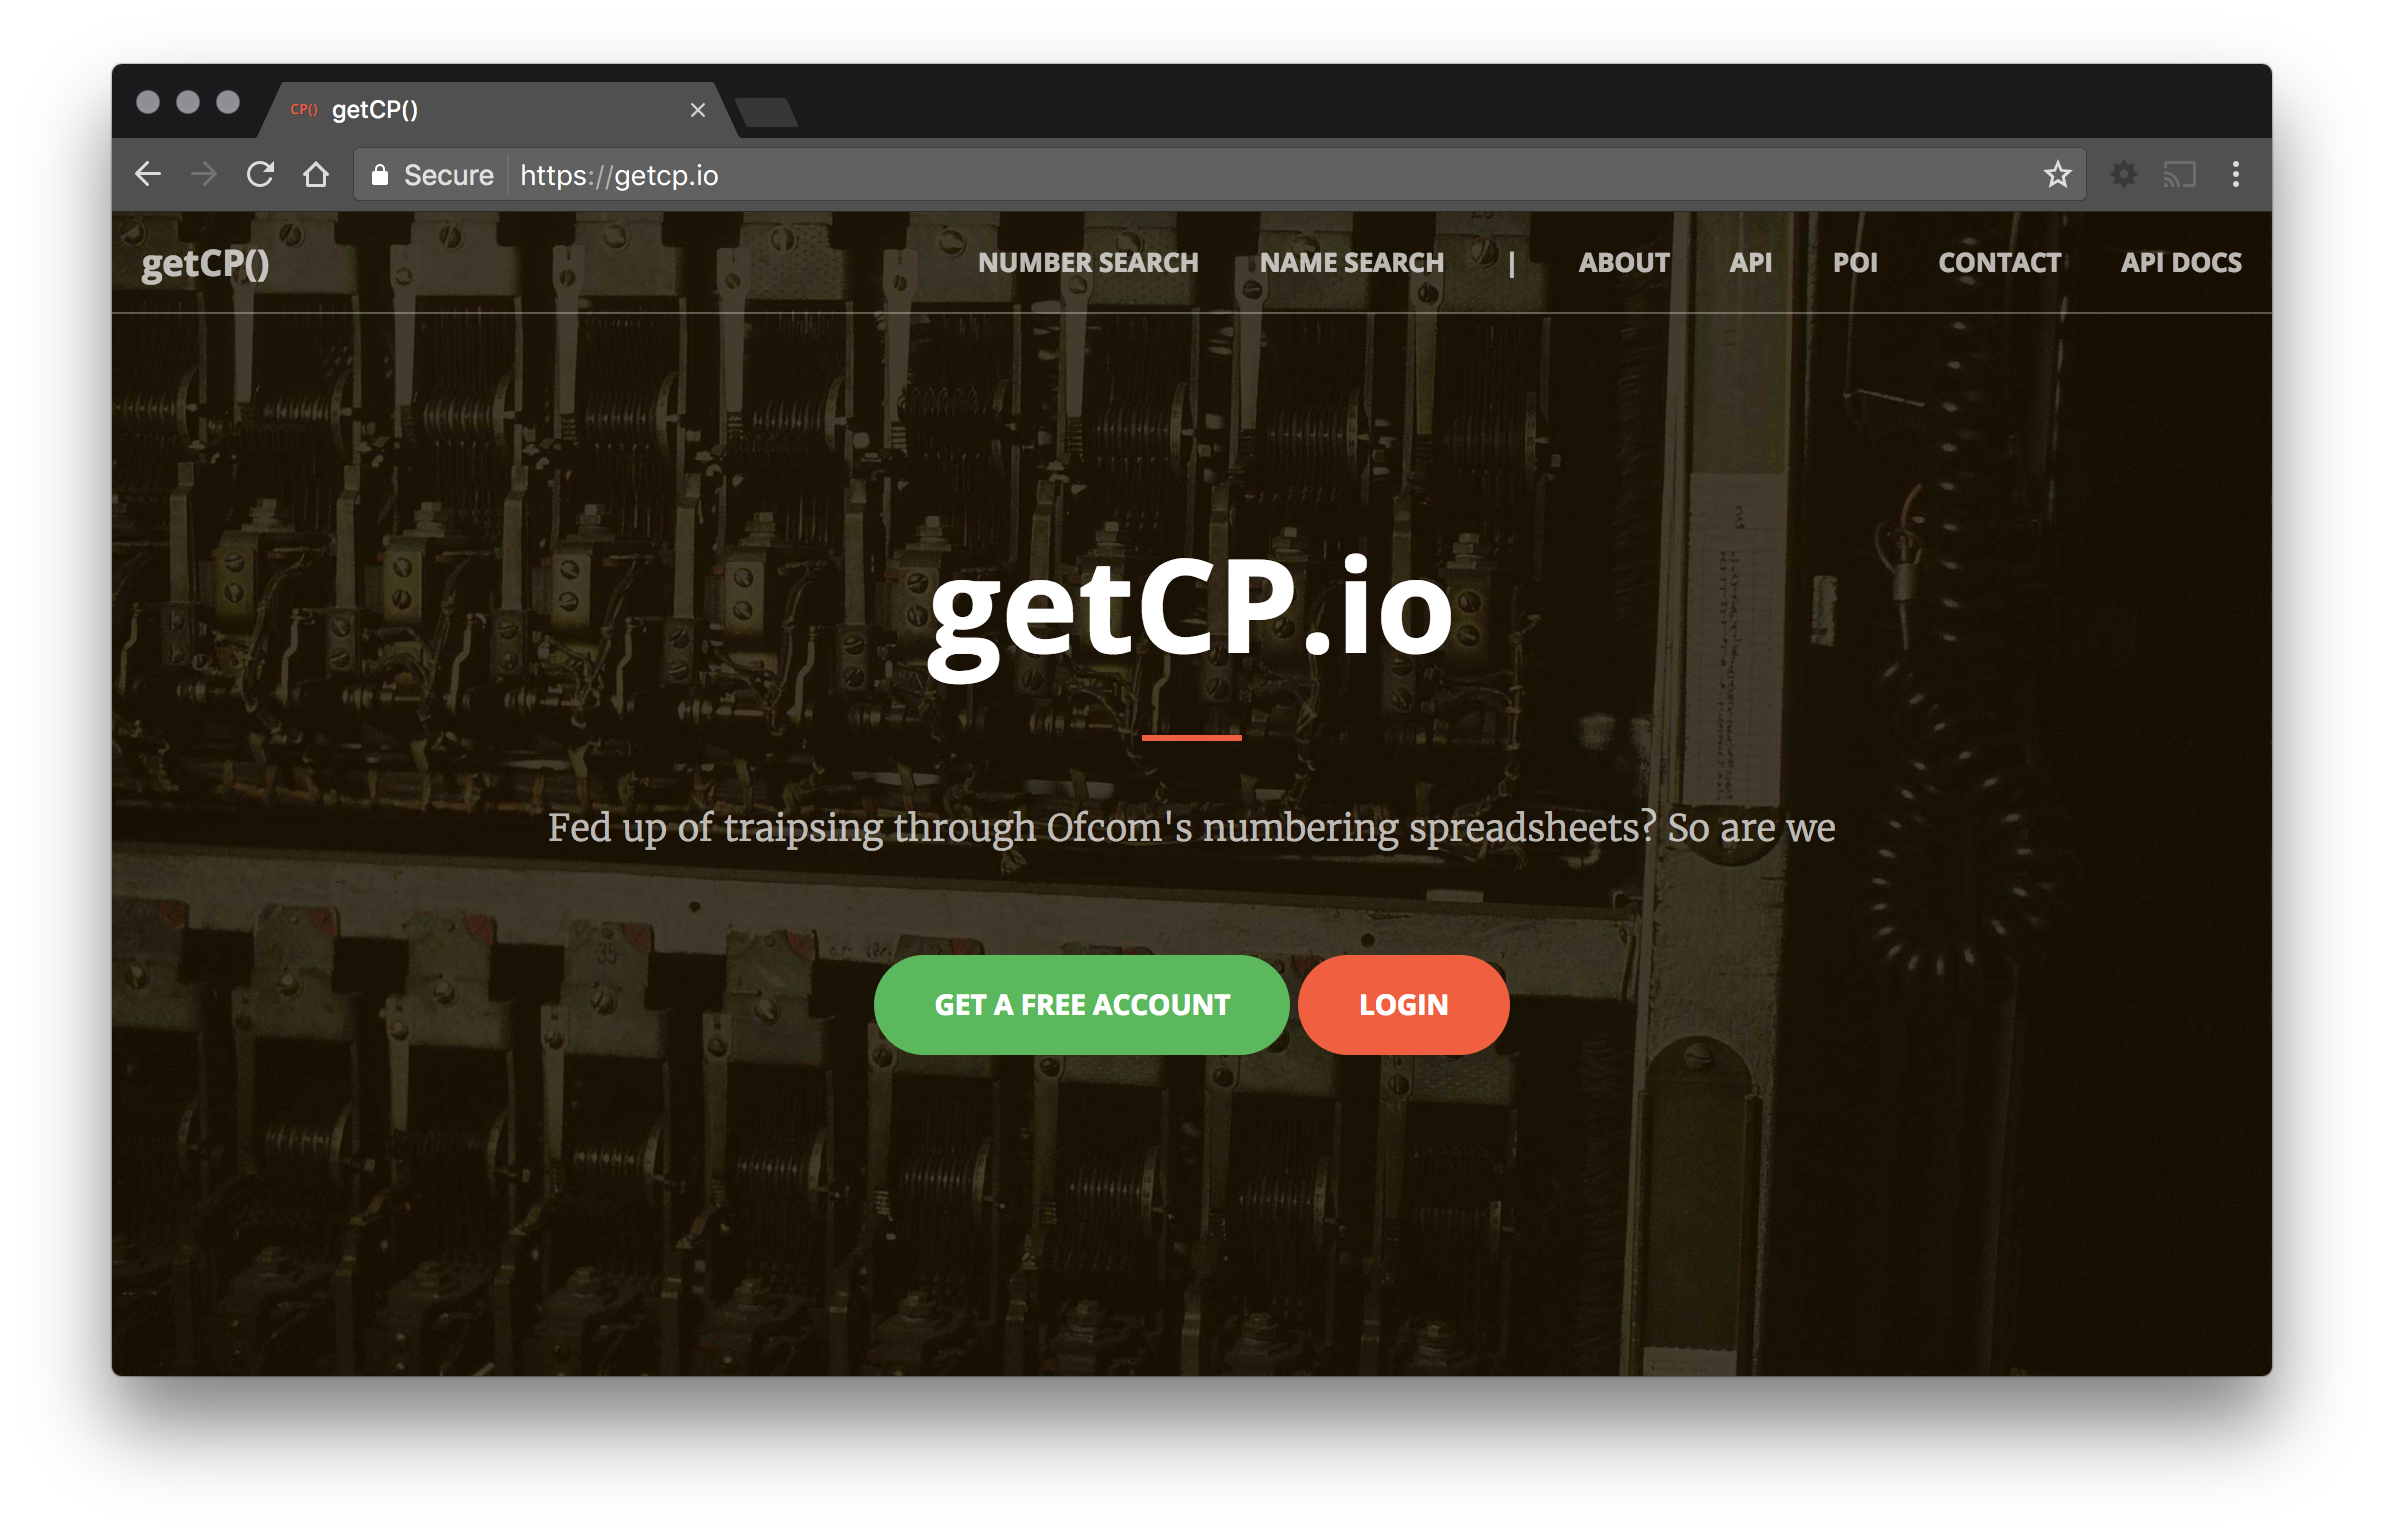 CP() getCP()
Secure https://getcp.io
getCP() NUMBER SEARCH NAME SEARCH | ABOUT API POI CONTACT API DOCS
getCP.io
Fed up of traipsing through Ofcom's numbering spreadsheets? So are we
35
GET A FREE ACCOUNT LOGIN